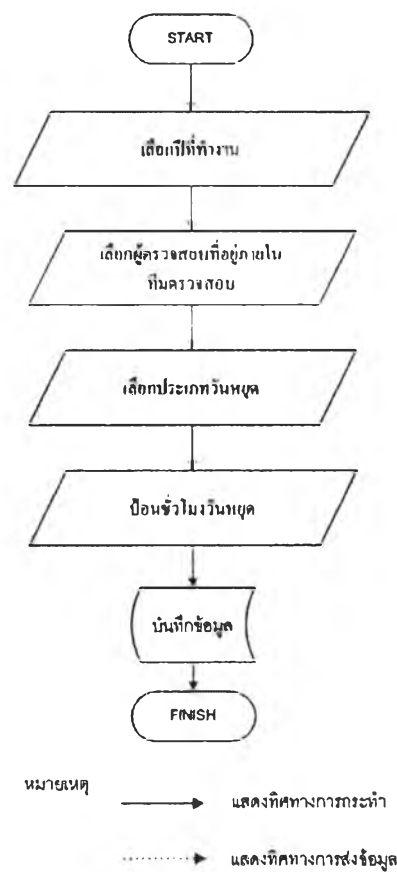 START
เลือกปีที่ทำงาน
เลือกผู้ตรวจสอบที่อยู่ภายใน
ทีมตรวจสอบ
เลือกประเภทวันหยุด
ป้อนชั่วโมงวันหยุด
บันทึกข้อมูล
FINISH
หมายเหตุ
แสดงทิศทางการกระทำ
แสดงทิศทางการส่งข้อมูล